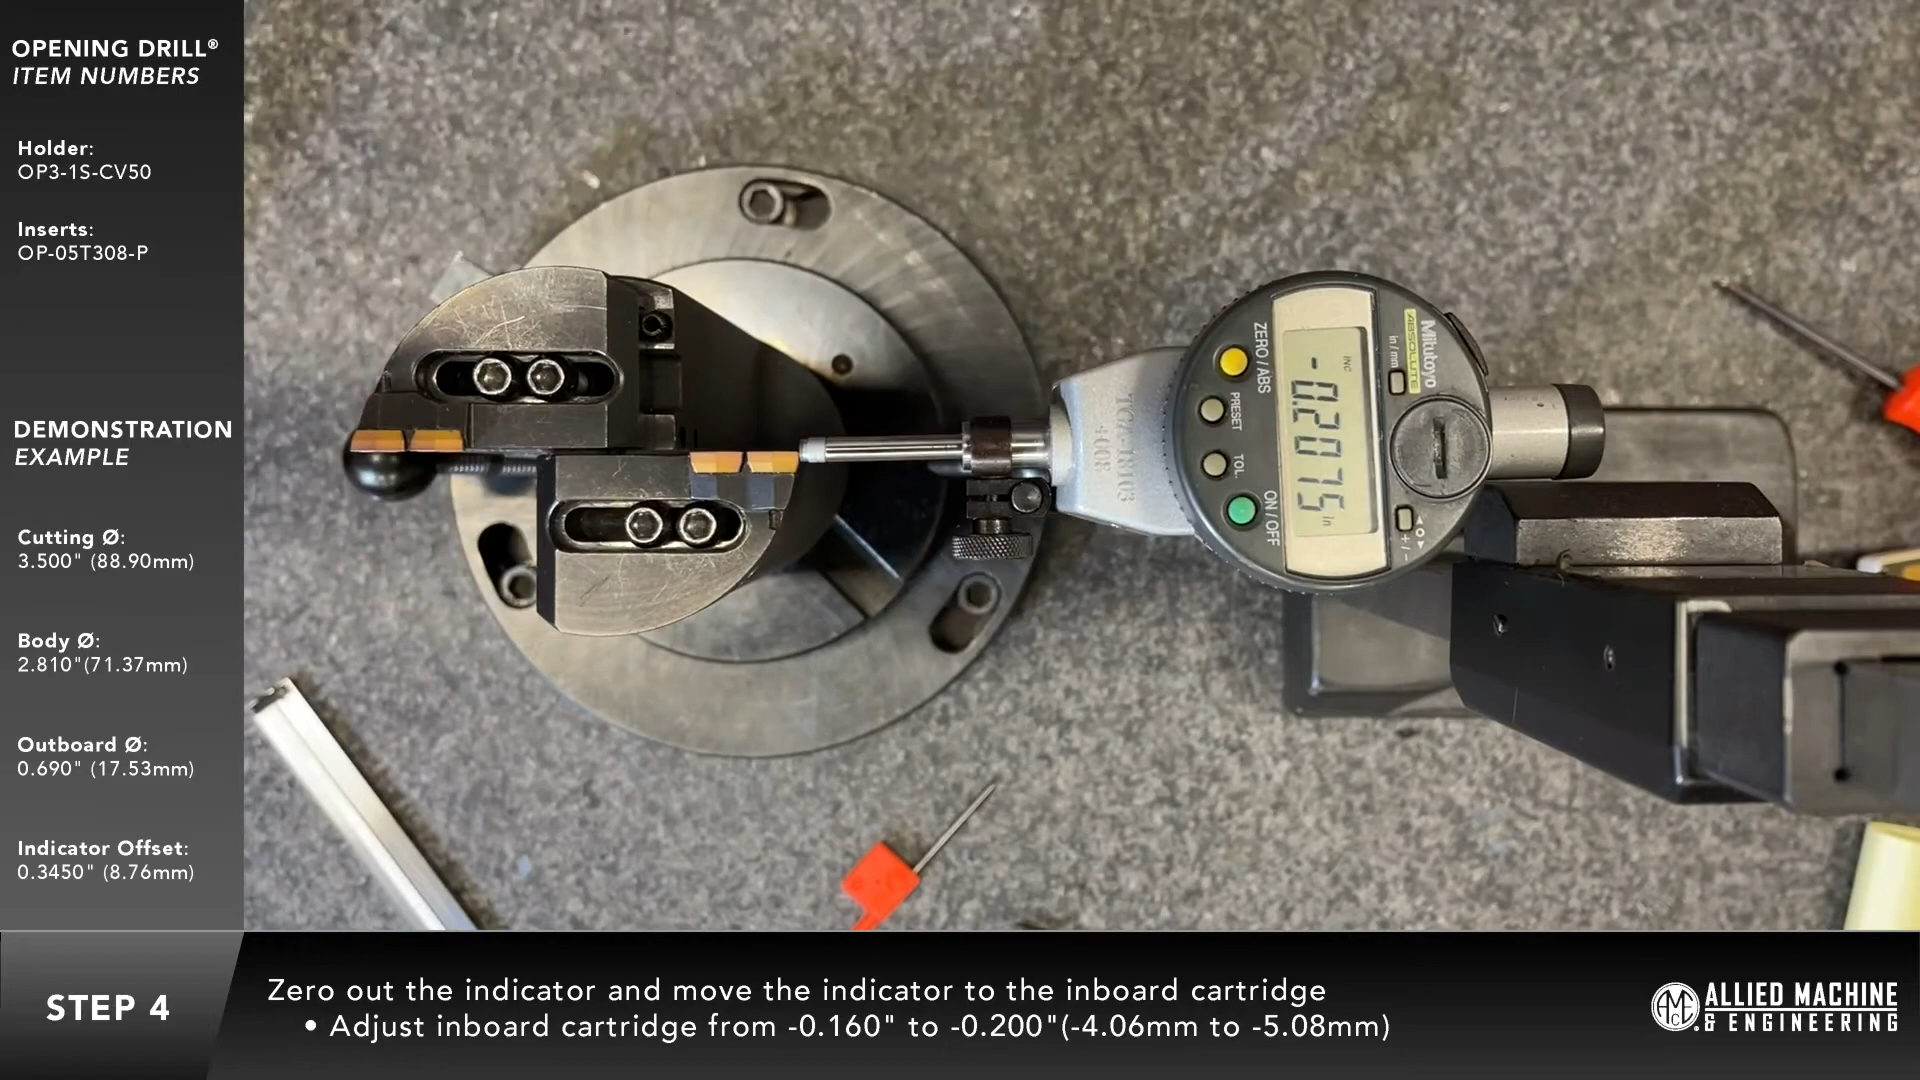 OPENING DRILL®
ITEM NUMBERS
Holder:
OP3-1S-CV50
Inserts:
OP-05T308-P
DEMONSTRATION
EXAMPLE
Cutting Ø:
3.500" (88.90mm)
Body Ø:
2.810"(71.37mm)
Outboard Ø:
0.690" (17.53mm)
Indicator Offset:
0.3450" (8.76mm)
ZERO / ABS
PRESET
TOL.
ON / OFF
INC
-0.2075
in
in / mm
ABSOLUTE
Mitutoyo
+ / -
STEP 4
Zero out the indicator and move the indicator to the inboard cartridge
• Adjust inboard cartridge from -0.160" to -0.200"(-4.06mm to -5.08mm)
AMEC
ALLIED MACHINE
& ENGINEERING